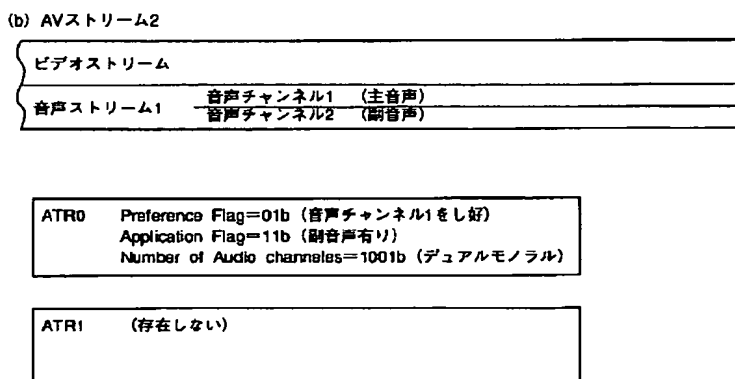 (b) AVストリーム2
ビデオストリーム
音声ストリーム1
音声チャンネル1 (主音声)
音声チャンネル2 (副音声)
ATR0 Preference Flag=01b (音声チャンネル1をし好)
Application Flag=11b (副音声有り)
Number of Audio channeles=1001b (デュアルモノラル)
ATR1 (存在しない)